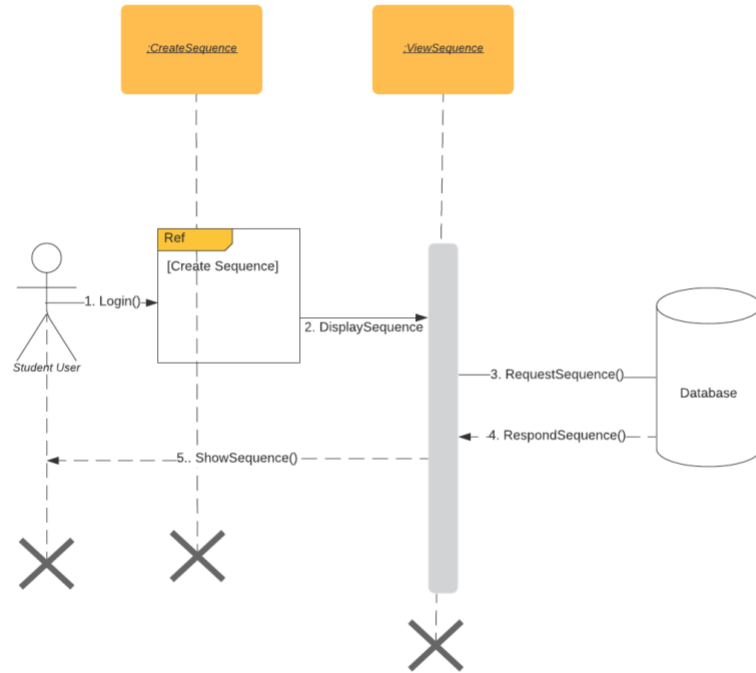 :CreateSequence
:ViewSequence
Ref
[Create Sequence]
1. Login()
2. DisplaySequence
Student User
3. RequestSequence()
Database
4. RespondSequence()
5.. ShowSequence()